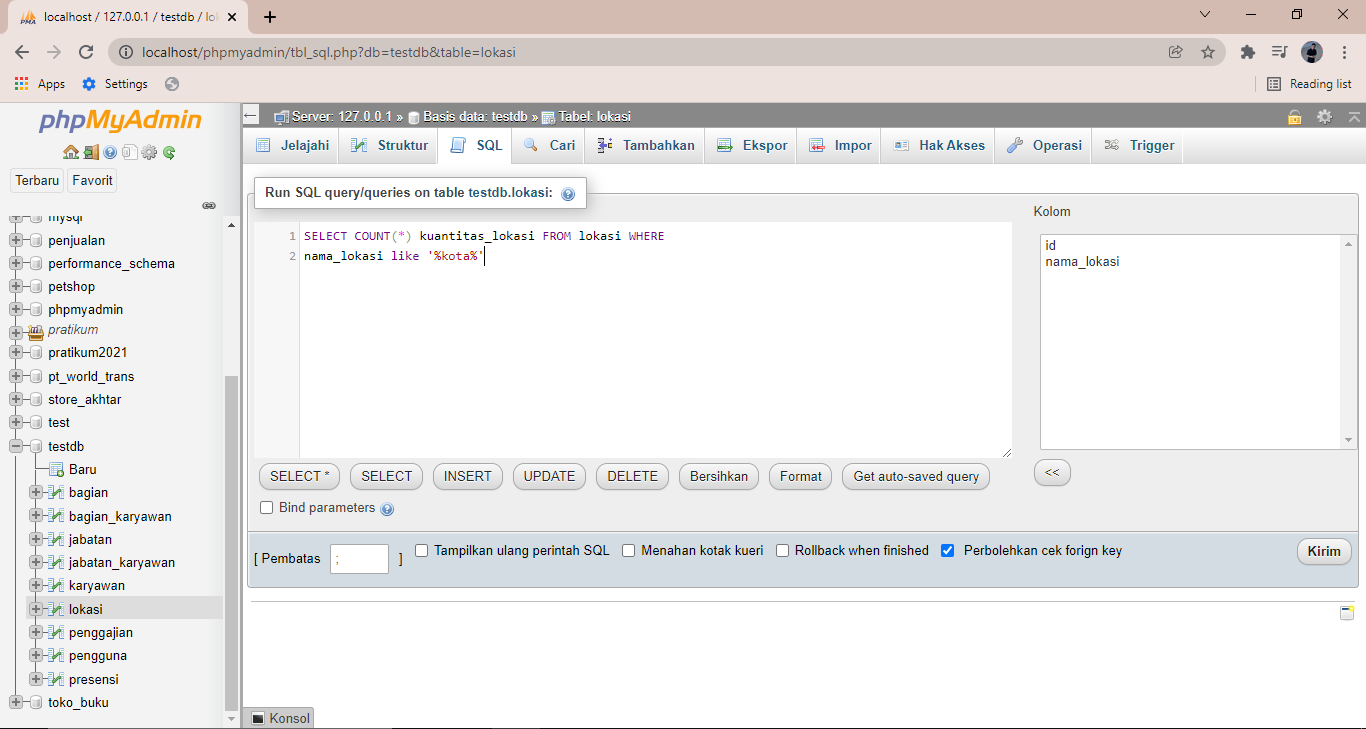 localhost / 127.0.0.1 / testdb / lok
localhost/phpmyadmin/tbl_sql.php?db=testdb&table=lokasi
Apps Settings Reading list
phpMyAdmin
Terbaru Favorit
mysql
penjualan
performance_schema
petshop
phpmyadmin
pratikum
pratikum2021
pt_world_trans
store_akhtar
test
testdb
Baru
bagian
bagian_karyawan
jabatan
jabatan_karyawan
karyawan
lokasi
penggajian
pengguna
presensi
toko_buku
Server: 127.0.0.1 » Basis data: testdb » Tabel: lokasi
Jelajahi Struktur SQL Cari Tambahkan Ekspor Impor Hak Akses Operasi Trigger
Run SQL query/queries on table testdb.lokasi:
1 SELECT COUNT(*) kuantitas_lokasi FROM lokasi WHERE
2 nama_lokasi like '%kota%'
Kolom
id
nama_lokasi
SELECT * SELECT INSERT UPDATE DELETE Bersihkan Format Get auto-saved query <<
Bind parameters
[ Pembatas ; ] Tampilkan ulang perintah SQL Menahan kotak kueri Rollback when finished Perbolehkan cek forign key Kirim
Konsol